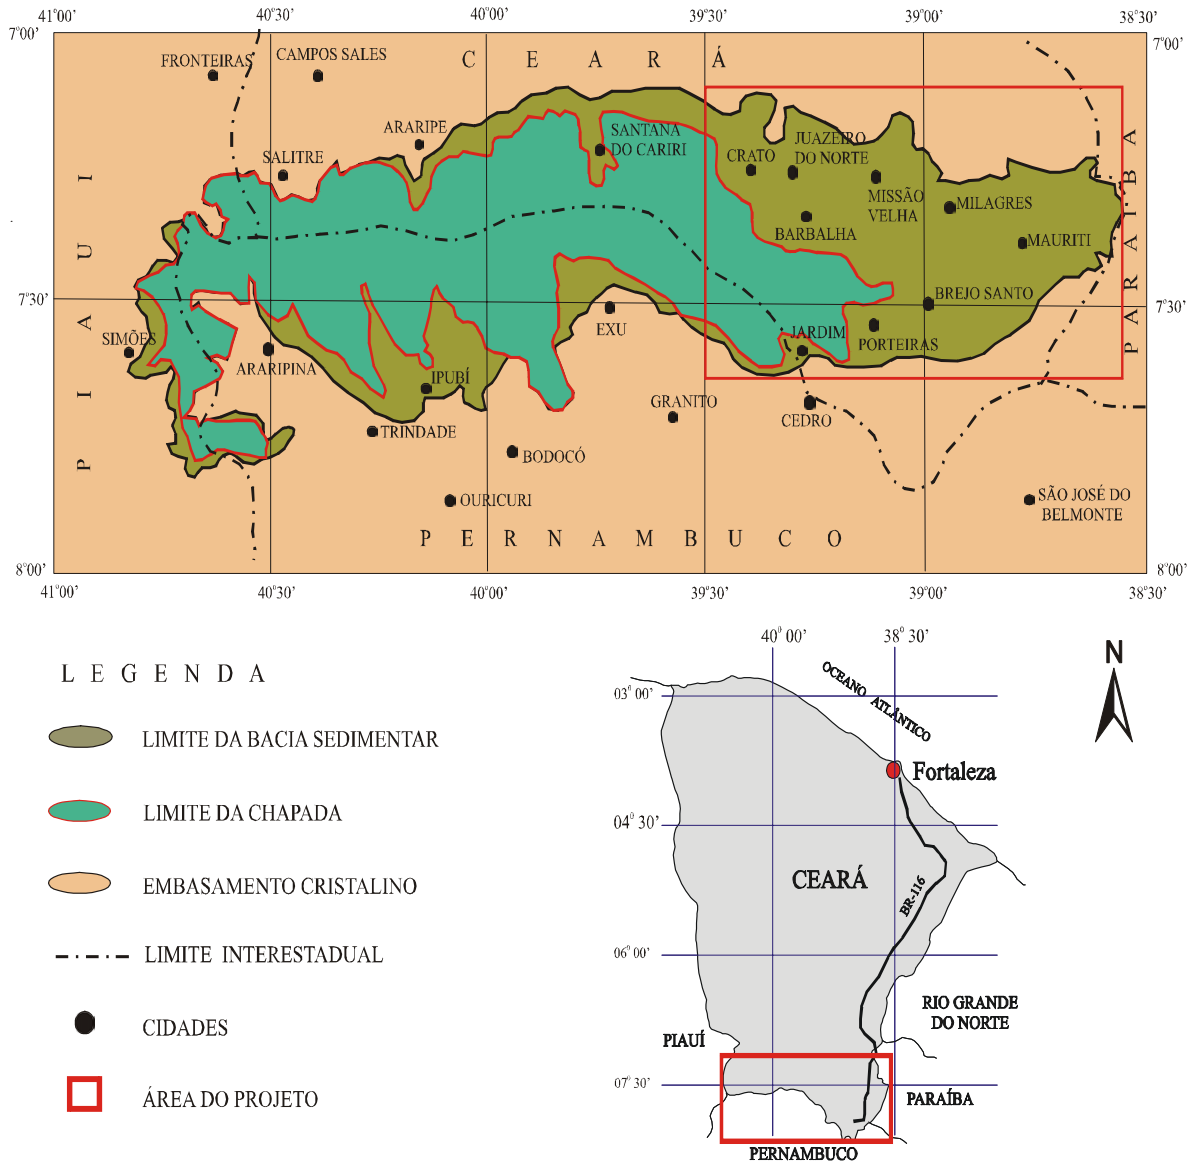 41°00' 40°30' 40°00' 39°30' 39°00' 38°30'
7°00' 7°00'
C E A R Á
FRONTEIRAS
CAMPOS SALES
ARARIPE
SALITRE
SANTANA
DO CARIRI
CRATO
JUAZEIRO
DO NORTE
MISSÃO
VELHA
MILAGRES
BARBALHA
MAURITI
P I A U I
P A R A I B A
7°30' 7°30'
BREJO SANTO
SIMÕES
ARARIPINA
EXU
JARDIM
PORTEIRAS
IPUBÍ
GRANITO
CEDRO
TRINDADE
BODOCÓ
OURICURI
SÃO JOSÉ DO
BELMONTE
P E R N A M B U C O
8°00' 8°00'
41°00' 40°30' 40°00' 39°30' 39°00' 38°30'
L E G E N D A
LIMITE DA BACIA SEDIMENTAR
LIMITE DA CHAPADA
EMBASAMENTO CRISTALINO
LIMITE INTERESTADUAL
CIDADES
ÁREA DO PROJETO
40° 00' 38° 30'
N
03° 00'
OCEANO ATLÂNTICO
Fortaleza
04° 30'
CEARÁ
BR-116
06° 00'
RIO GRANDE
DO NORTE
PIAUÍ
07° 30'
PARAÍBA
PERNAMBUCO